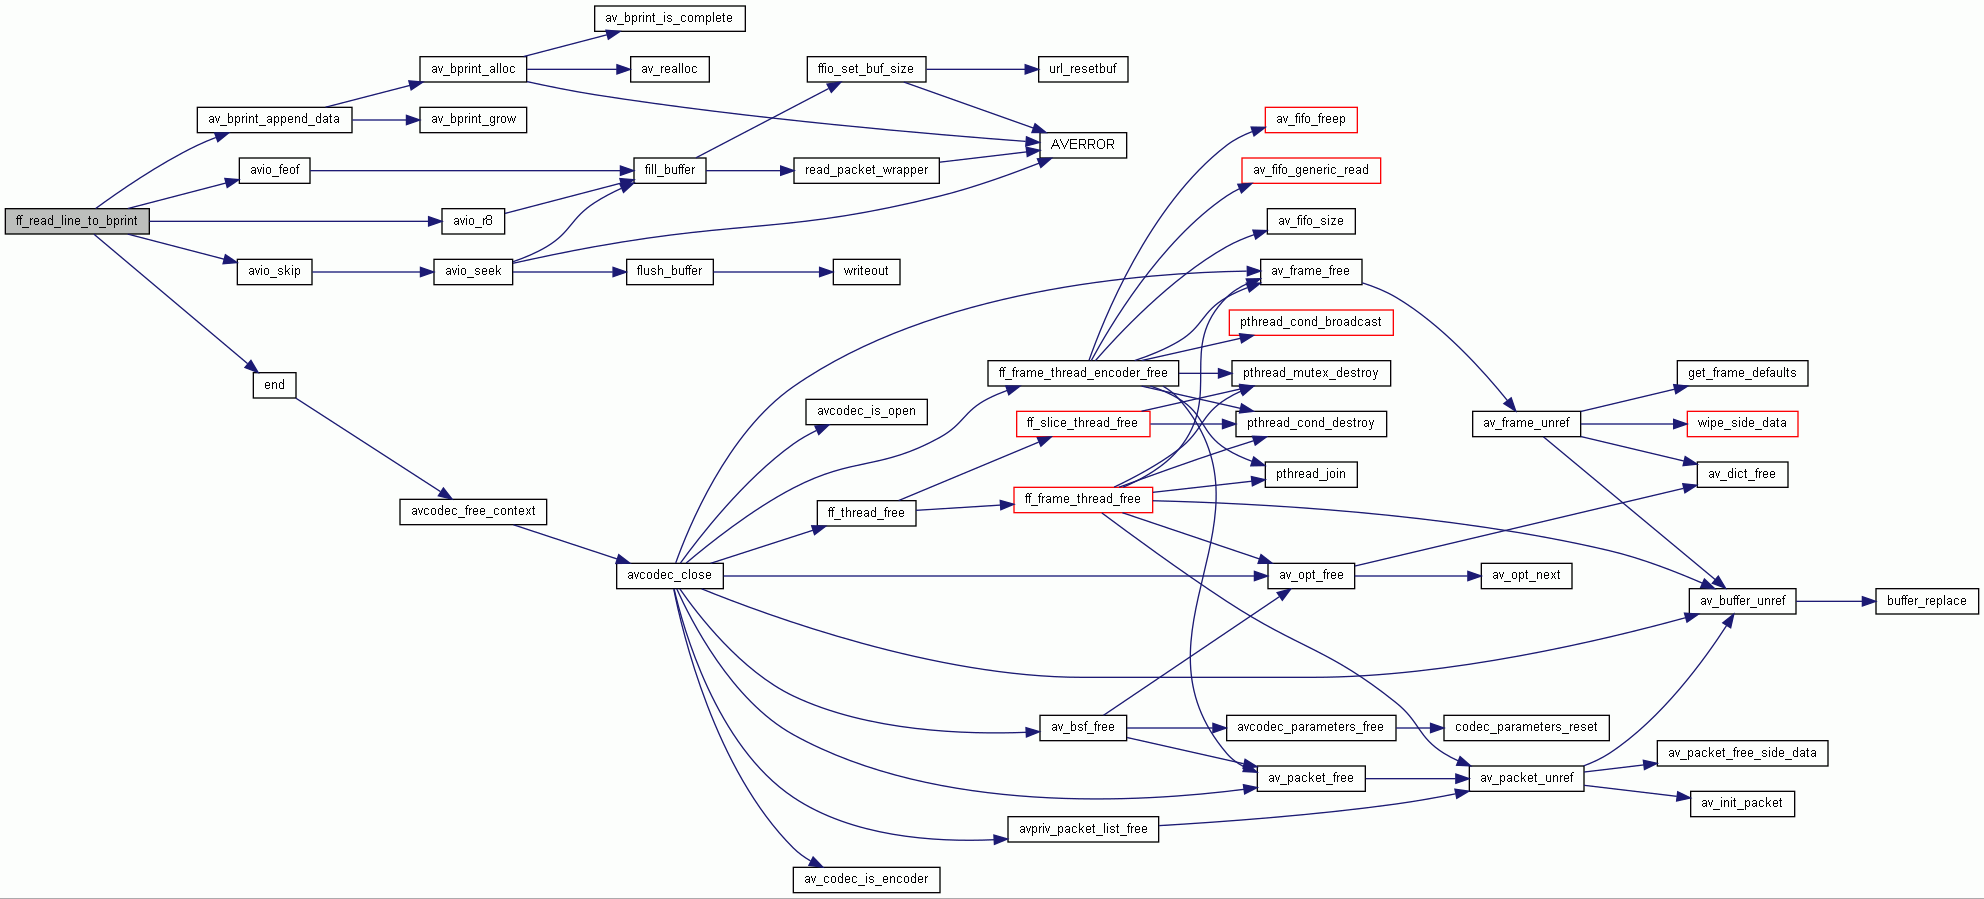 av_bprint_is_complete
av_bprint_alloc
av_realloc
ffio_set_buf_size
url_resetbuf
av_bprint_append_data
av_bprint_grow
av_fifo_freep
AVERROR
avio_feof
fill_buffer
read_packet_wrapper
av_fifo_generic_read
ff_read_line_to_bprint
avio_r8
av_fifo_size
avio_skip
avio_seek
flush_buffer
writeout
av_frame_free
pthread_cond_broadcast
end
ff_frame_thread_encoder_free
pthread_mutex_destroy
get_frame_defaults
avcodec_is_open
ff_slice_thread_free
pthread_cond_destroy
av_frame_unref
wipe_side_data
pthread_join
av_dict_free
avcodec_free_context
ff_thread_free
ff_frame_thread_free
avcodec_close
av_opt_free
av_opt_next
av_buffer_unref
buffer_replace
av_bsf_free
avcodec_parameters_free
codec_parameters_reset
av_packet_free_side_data
av_packet_free
av_packet_unref
av_init_packet
avpriv_packet_list_free
av_codec_is_encoder